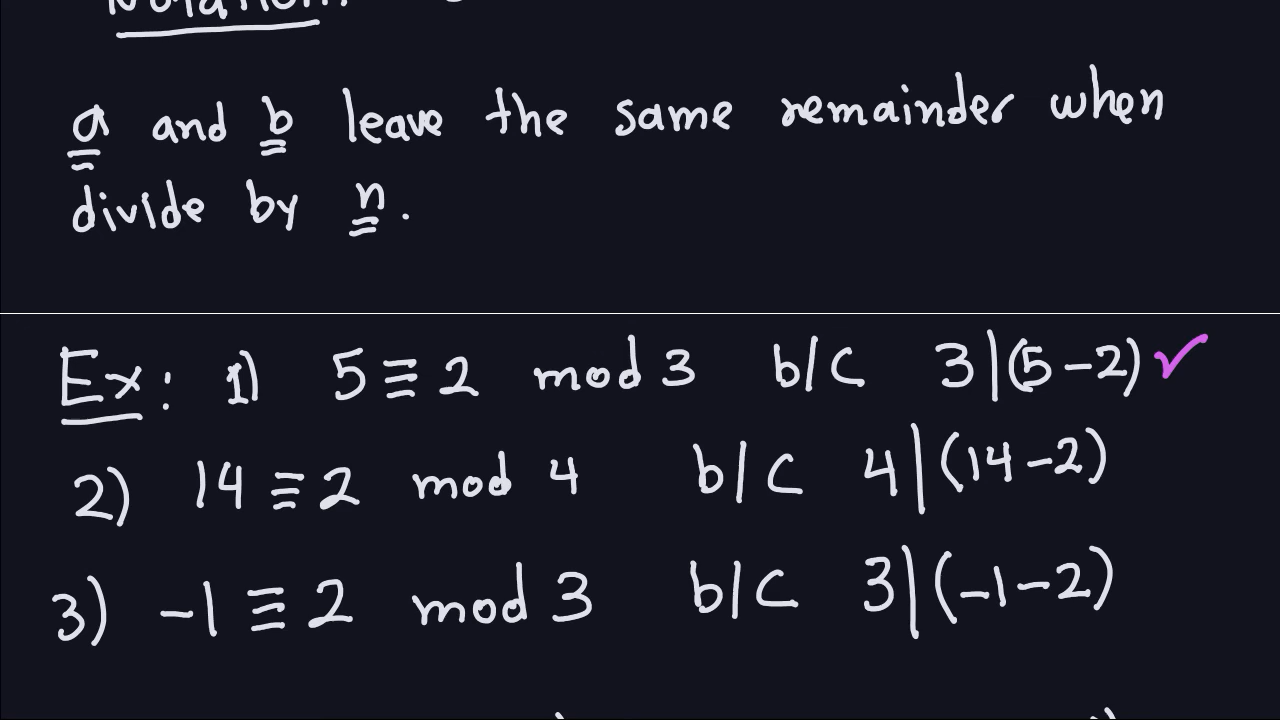 Notation:
a and b leave the same remainder when
divide by n.
Ex: 1) 5 ≡ 2 mod 3 b/c 3|(5-2) ✓
2) 14 ≡ 2 mod 4 b/c 4|(14-2)
3) -1 ≡ 2 mod 3 b/c 3|(-1-2)